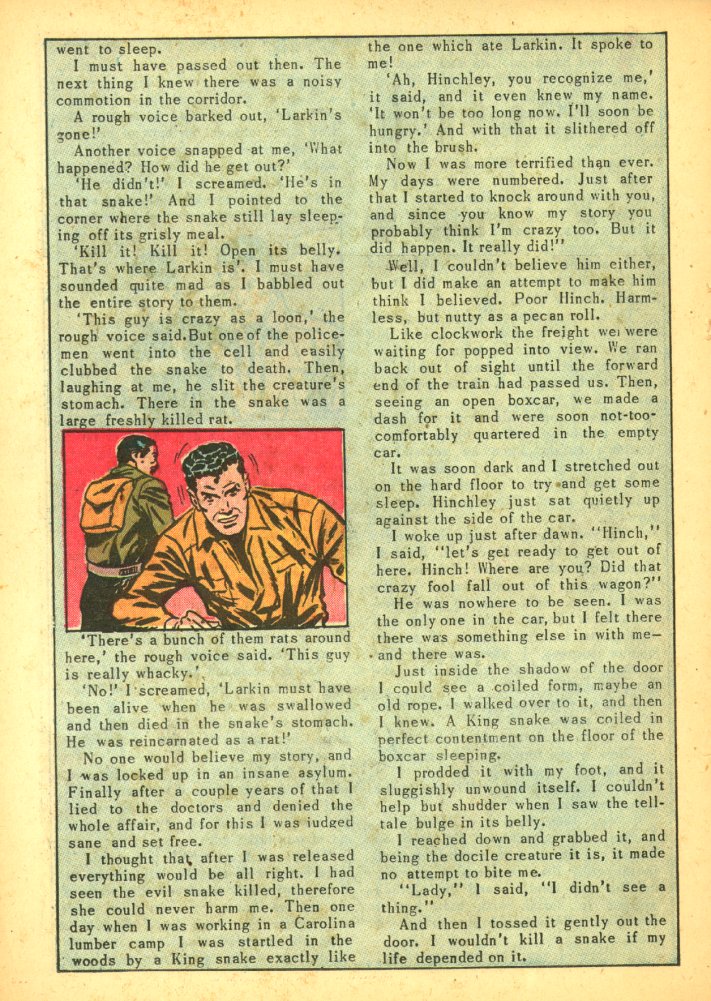 went to sleep.
I must have passed out then. The
next thing I knew there was a noisy
commotion in the corridor.
A rough voice barked out, ‘Larkin's
gone!’
Another voice snapped at me, ‘What
happened? How did he get out?’
‘He didn't!’ I screamed. ‘He's in
that snake!’ And I pointed to the
corner where the snake still lay sleep-
ing off its grisly meal.
‘Kill it! Kill it! Open its belly.
That's where Larkin is’. I must have
sounded quite mad as I babbled out
the entire story to them.
‘This guy is crazy as a loon,’ the
rough voice said.But one of the police-
men went into the cell and easily
clubbed the snake to death. Then,
laughing at me, he slit the creature's
stomach. There in the snake was a
large freshly killed rat.
‘There's a bunch of them rats around
here,’ the rough voice said. ‘This guy
is really whacky.’
‘No!’ I screamed, ‘Larkin must have
been alive when he was swallowed
and then died in the snake's stomach.
He was reincarnated as a rat!’
No one would believe my story, and
I was locked up in an insane asylum.
Finally after a couple years of that I
lied to the doctors and denied the
whole affair, and for this I was judged
sane and set free.
I thought that after I was released
everything would be all right. I had
seen the evil snake killed, therefore
she could never harm me. Then one
day when I was working in a Carolina
lumber camp I was startled in the
woods by a King snake exactly like
the one which ate Larkin. It spoke to
me!
‘Ah, Hinchley, you recognize me,’
it said, and it even knew my name.
‘It won't be too long now. I'll soon be
hungry.’ And with that it slithered off
into the brush.
Now I was more terrified than ever.
My days were numbered. Just after
that I started to knock around with you,
and since you know my story you
probably think I'm crazy too. But it
did happen. It really did!”
Well, I couldn't believe him either,
but I did make an attempt to make him
think I believed. Poor Hinch. Harm-
less, but nutty as a pecan roll.
Like clockwork the freight we were
waiting for popped into view. We ran
back out of sight until the forward
end of the train had passed us. Then,
seeing an open boxcar, we made a
dash for it and were soon not-too-
comfortably quartered in the empty
car.
It was soon dark and I stretched out
on the hard floor to try and get some
sleep. Hinchley just sat quietly up
against the side of the car.
I woke up just after dawn. “Hinch,”
I said, “let's get ready to get out of
here. Hinch! Where are you? Did that
crazy fool fall out of this wagon?”
He was nowhere to be seen. I was
the only one in the car, but I felt there
there was something else in with me—
and there was.
Just inside the shadow of the door
I could see a coiled form, maybe an
old rope. I walked over to it, and then
I knew. A King snake was coiled in
perfect contentment on the floor of the
boxcar sleeping.
I prodded it with my foot, and it
sluggishly unwound itself. I couldn't
help but shudder when I saw the tell-
tale bulge in its belly.
I reached down and grabbed it, and
being the docile creature it is, it made
no attempt to bite me.
“Lady,” I said, “I didn't see a
thing.”
And then I tossed it gently out the
door. I wouldn't kill a snake if my
life depended on it.